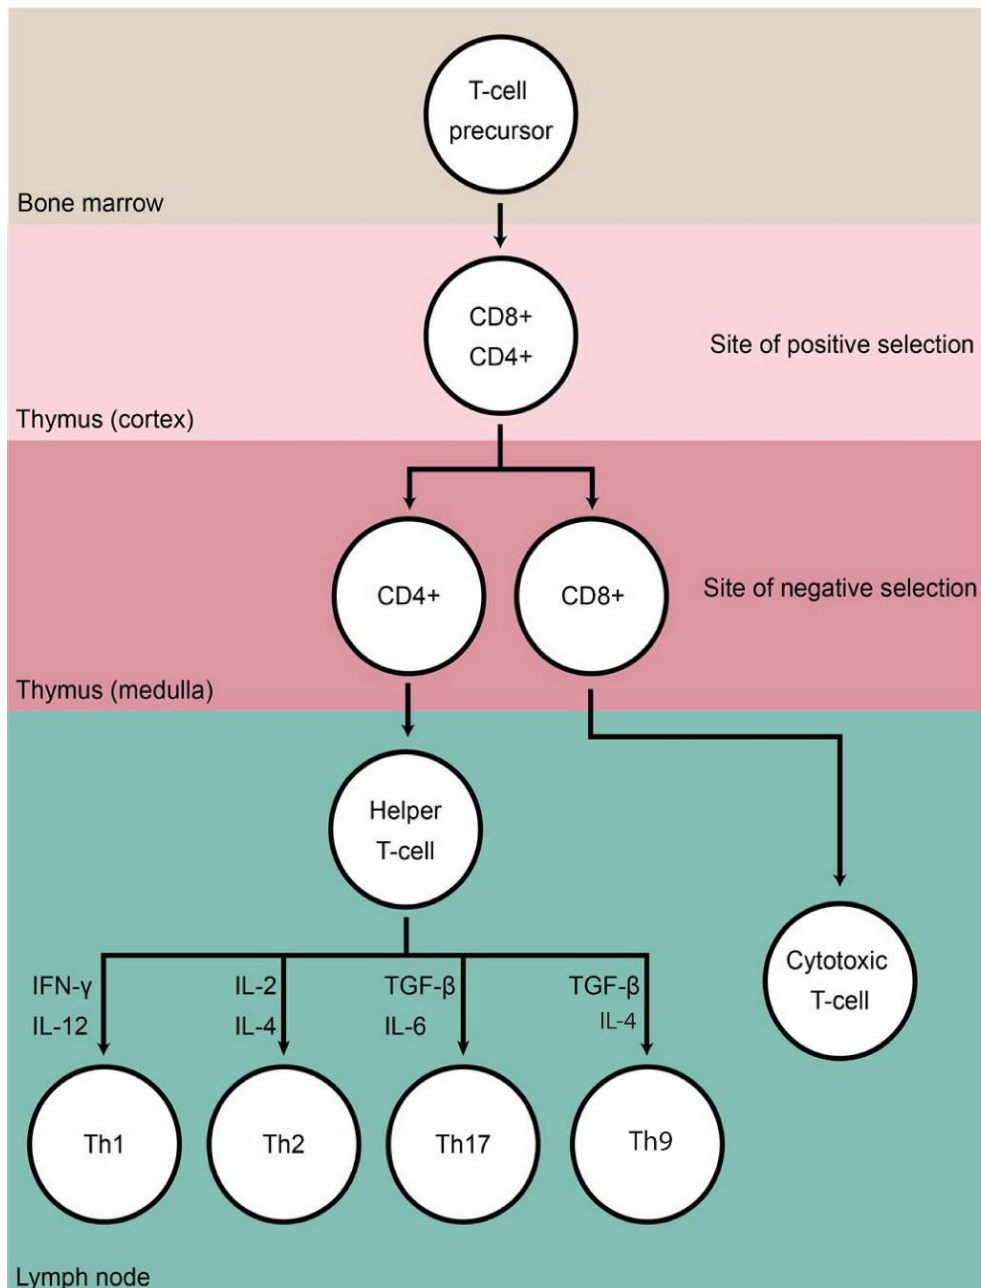 T-cell
precursor
Bone marrow
CD8+
CD4+
Site of positive selection
Thymus (cortex)
CD4+
CD8+
Site of negative selection
Thymus (medulla)
Helper
T-cell
Cytotoxic
T-cell
IFN-γ
IL-12
IL-2
IL-4
TGF-β
IL-6
TGF-β
IL-4
Th1
Th2
Th17
Th9
Lymph node